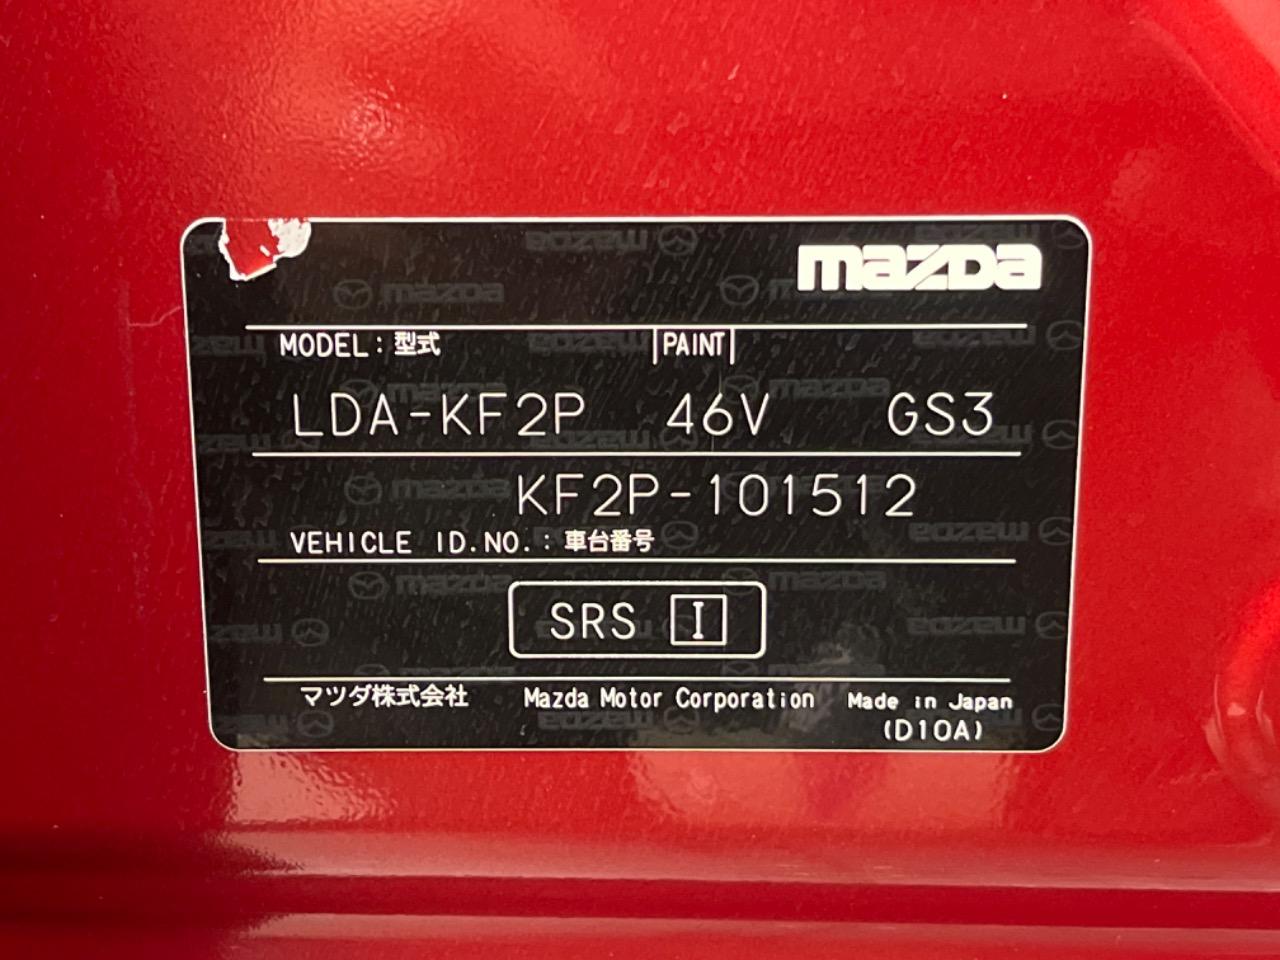 mazda
MODEL：型式 PAINT
LDA-KF2P 46V GS3
KF2P-101512
VEHICLE ID.NO.：車台番号
SRS I
マツダ株式会社 Mazda Motor Corporation Made in Japan
(D10A)